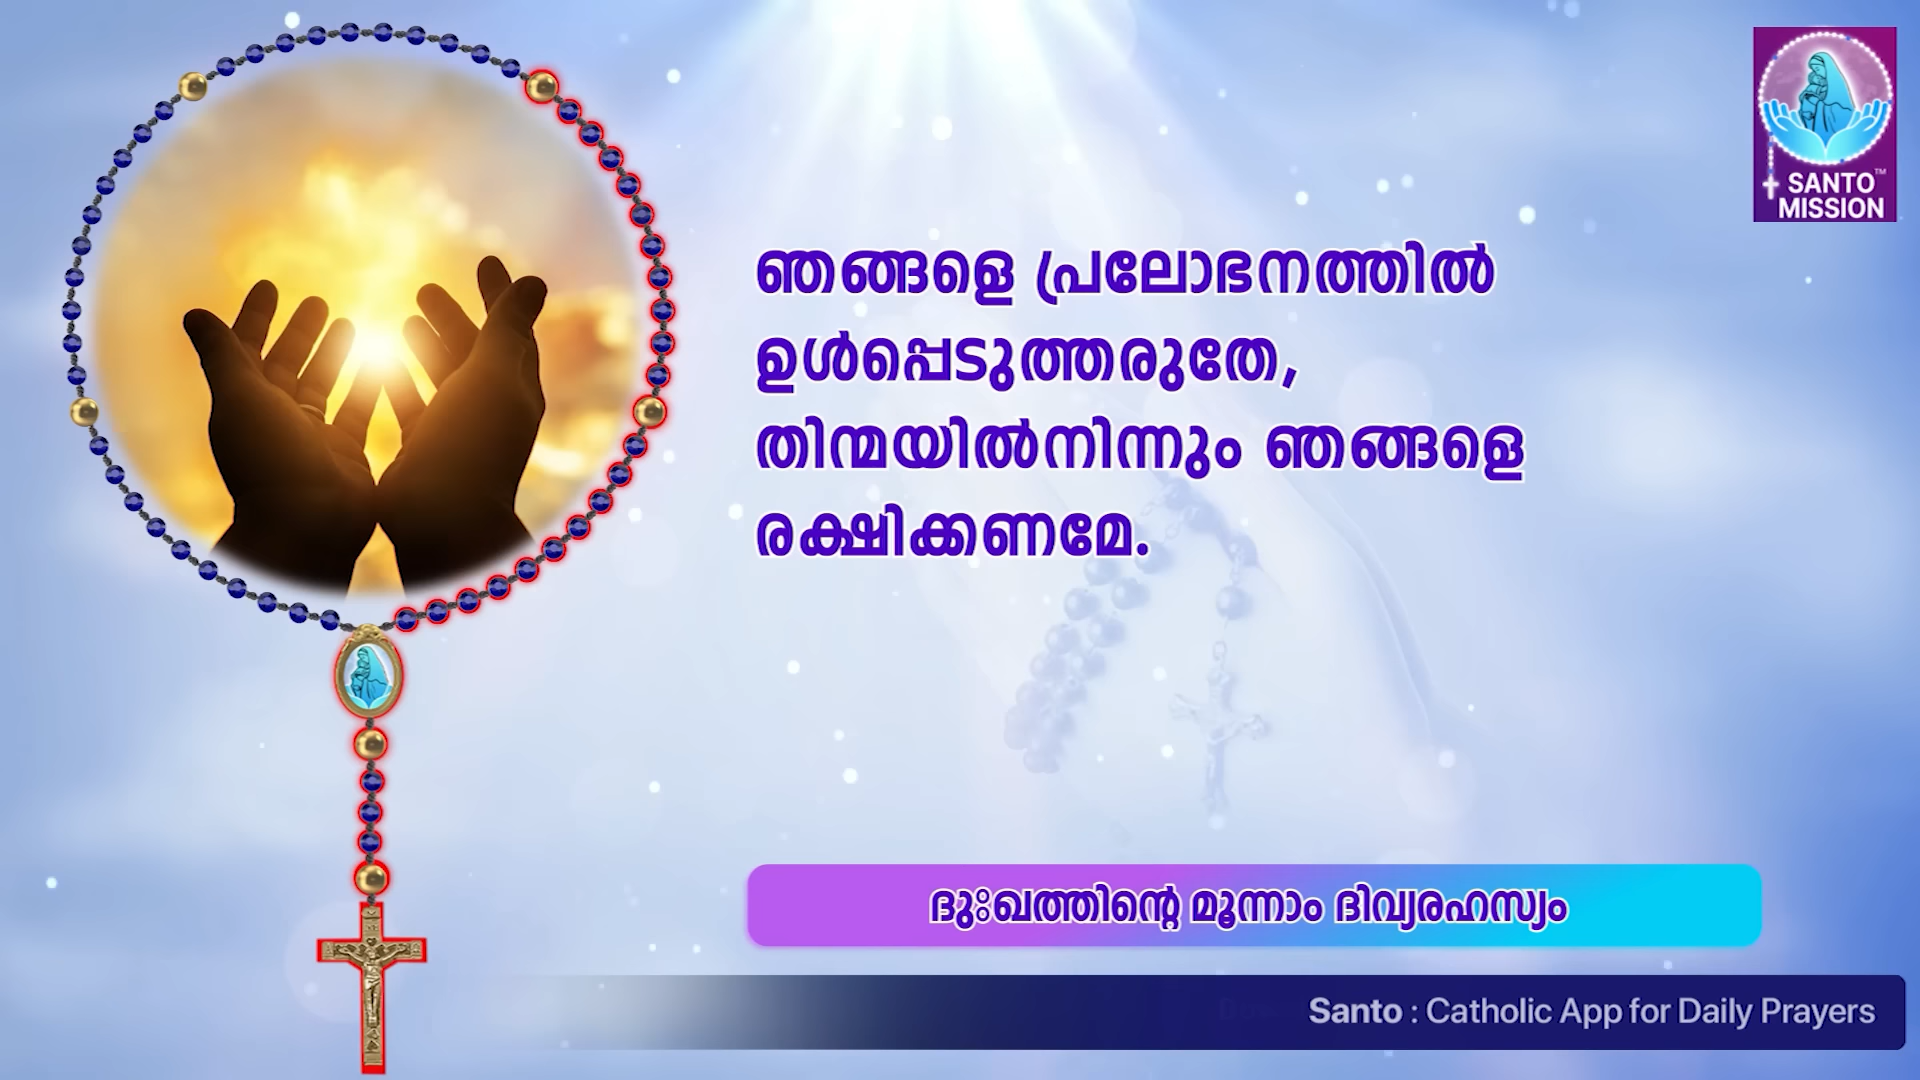 SANTO™
MISSION
ഞങ്ങളെ പ്രലോഭനത്തിൽ
ഉൾപ്പെടുത്തരുതേ,
തിന്മയിൽനിന്നും ഞങ്ങളെ
രക്ഷിക്കണമേ.
ദുഃഖത്തിന്റെ മൂന്നാം ദിവ്യരഹസ്യം
Santo : Catholic App for Daily Prayers